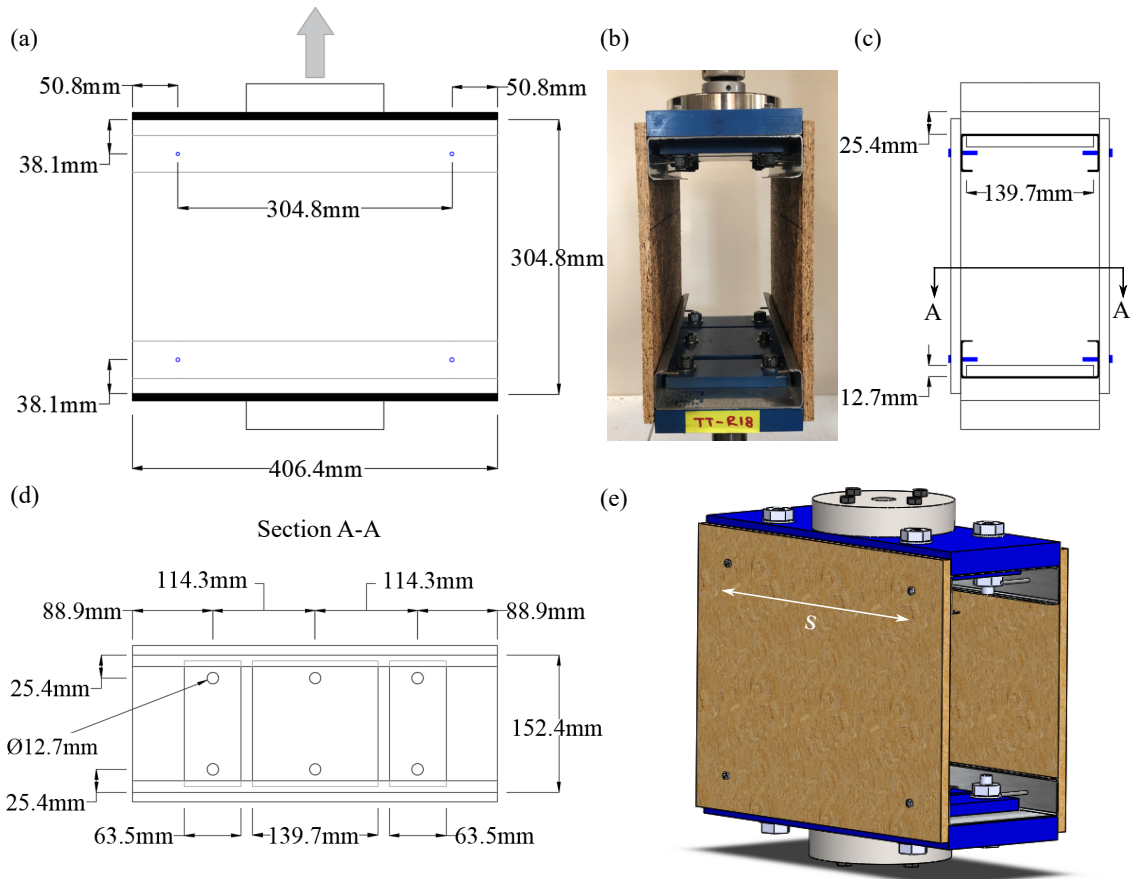 (a)
50.8mm
50.8mm
38.1mm
304.8mm
304.8mm
38.1mm
406.4mm
(b)
TT-R18
(c)
25.4mm
139.7mm
A
A
12.7mm
(d)
Section A-A
114.3mm
114.3mm
88.9mm
88.9mm
25.4mm
Ø12.7mm
152.4mm
25.4mm
63.5mm
139.7mm
63.5mm
(e)
s